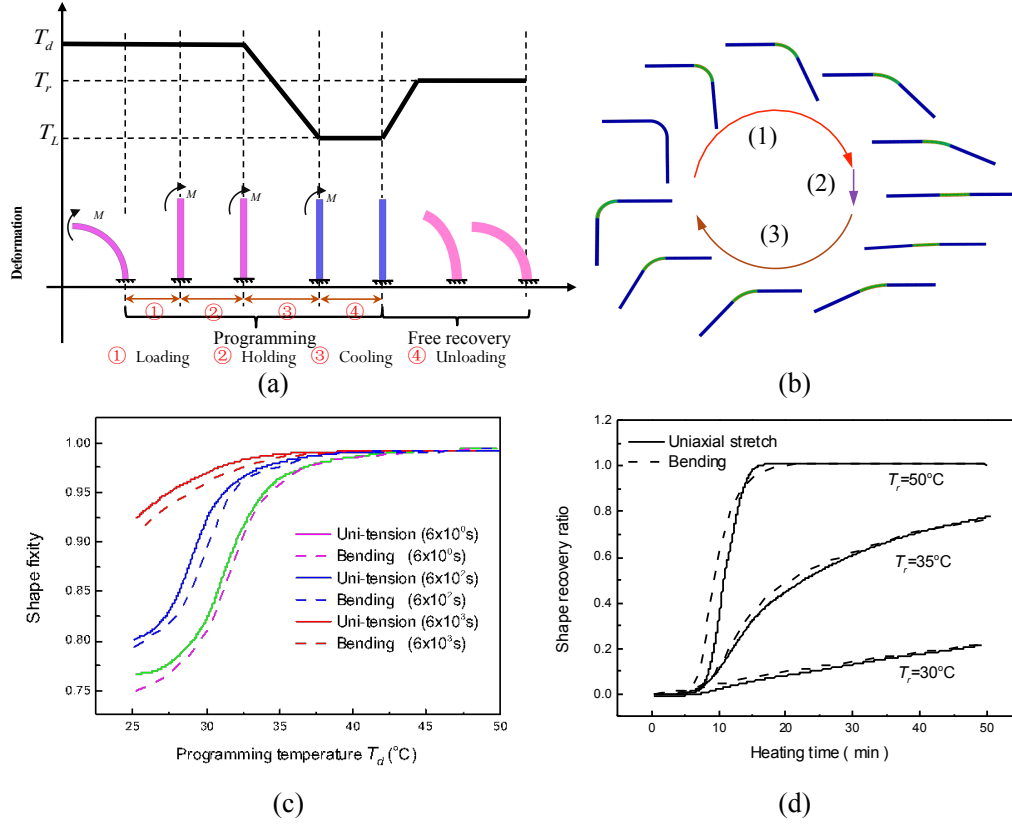 T_d
T_r
T_L
Deformation
M
M
M
M
① ② ③ ④
Programming
Free recovery
① Loading ② Holding ③ Cooling ④ Unloading
(a)
(1)
(2)
(3)
(b)
1.00
0.95
0.90
0.85
0.80
0.75
Shape fixity
Uni-tension (6x10⁰s)
Bending (6x10⁰s)
Uni-tension (6x10²s)
Bending (6x10²s)
Uni-tension (6x10³s)
Bending (6x10³s)
25 30 35 40 45 50
Programming temperature T_d (°C)
(c)
1.2
1.0
0.8
0.6
0.4
0.2
0.0
Shape recovery ratio
Uniaxial stretch
Bending
T_r=50°C
T_r=35°C
T_r=30°C
0 10 20 30 40 50
Heating time ( min)
(d)